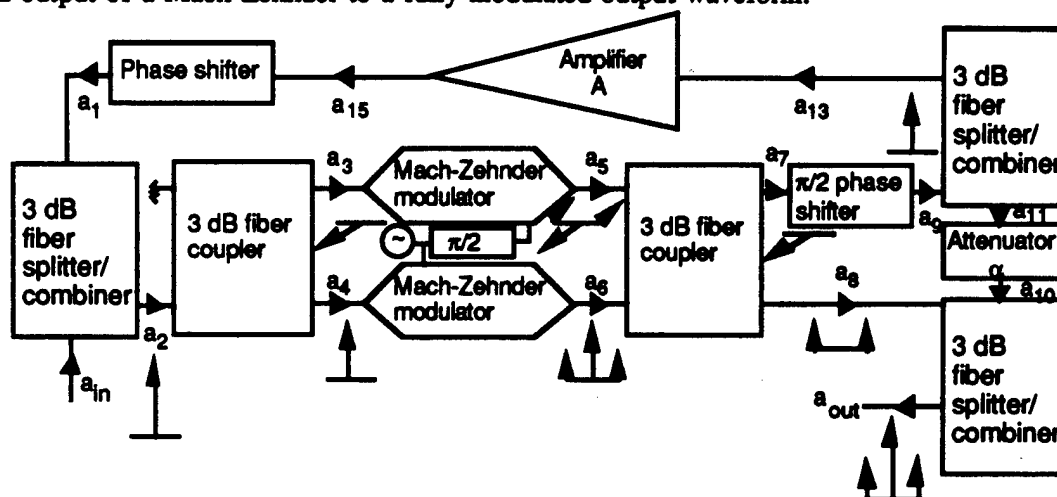 output of a Mach Zehnder to a fully modulated output waveform.
Phase shifter
Amplifier
A
3 dB
fiber
splitter/
combiner
a1
a15
a13
3 dB
fiber
splitter/
combiner
3 dB fiber
coupler
a3
Mach-Zehnder
modulator
a5
3 dB fiber
coupler
a7
π/2 phase
shifter
a9
a11
Attenuator
α
a10
~
π/2
a4
Mach-Zehnder
modulator
a6
a8
a2
ain
aout
3 dB
fiber
splitter/
combiner